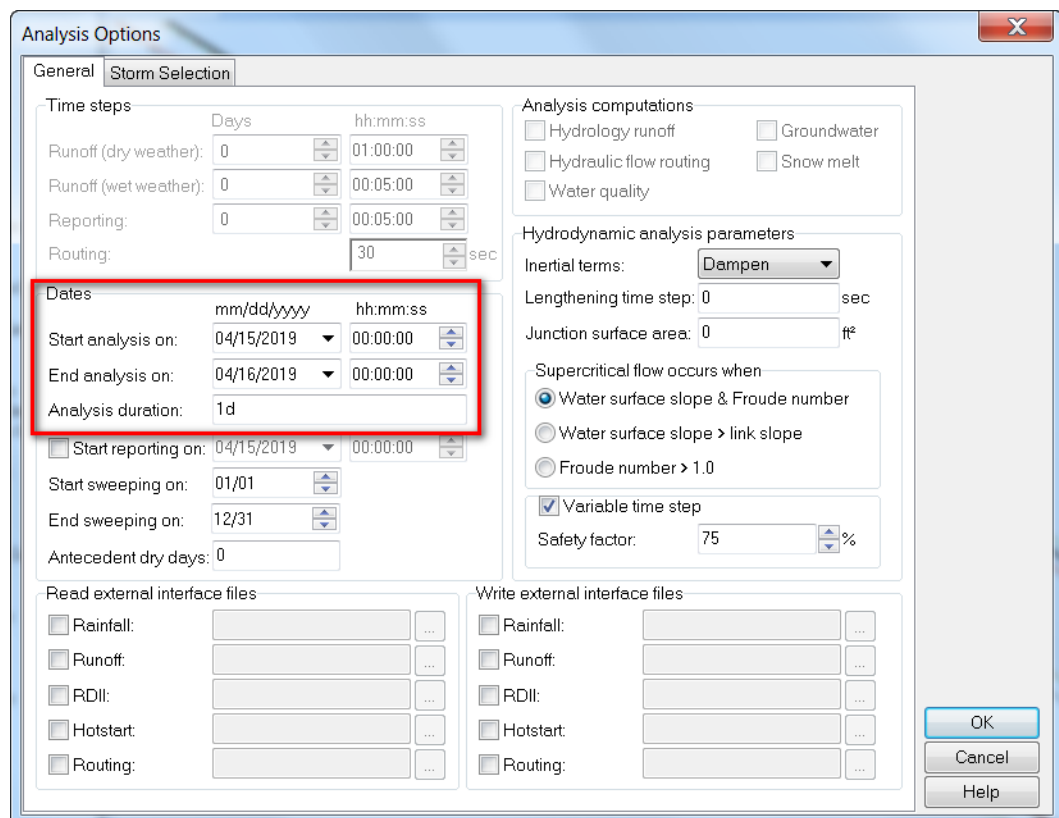 Analysis Options
X
General Storm Selection
Time steps
Days hh:mm:ss
Runoff (dry weather): 0 01:00:00
Runoff (wet weather): 0 00:05:00
Reporting: 0 00:05:00
Routing: 30 sec
Dates
mm/dd/yyyy hh:mm:ss
Start analysis on: 04/15/2019 00:00:00
End analysis on: 04/16/2019 00:00:00
Analysis duration: 1d
Start reporting on: 04/15/2019 00:00:00
Start sweeping on: 01/01
End sweeping on: 12/31
Antecedent dry days: 0
Analysis computations
Hydrology runoff Groundwater
Hydraulic flow routing Snow melt
Water quality
Hydrodynamic analysis parameters
Inertial terms: Dampen
Lengthening time step: 0 sec
Junction surface area: 0 ft²
Supercritical flow occurs when
Water surface slope & Froude number
Water surface slope > link slope
Froude number > 1.0
Variable time step
Safety factor: 75 %
Read external interface files
Rainfall: ...
Runoff: ...
RDII: ...
Hotstart: ...
Routing: ...
Write external interface files
Rainfall: ...
Runoff: ...
RDII: ...
Hotstart: ...
Routing: ...
OK
Cancel
Help